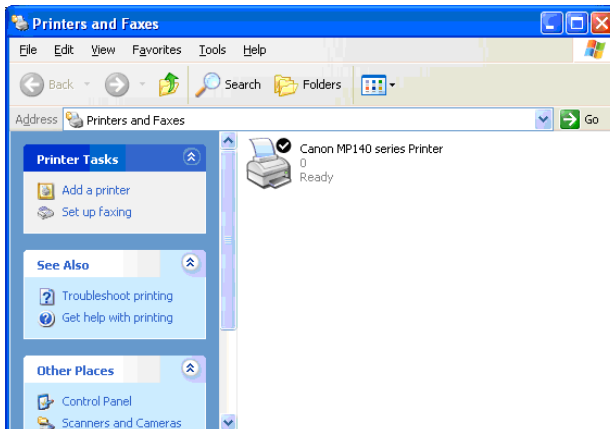 Printers and Faxes
File Edit View Favorites Tools Help
Back Search Folders
Address Printers and Faxes Go
Printer Tasks
Add a printer
Set up faxing
See Also
Troubleshoot printing
Get help with printing
Other Places
Control Panel
Scanners and Cameras
Canon MP140 series Printer
0
Ready